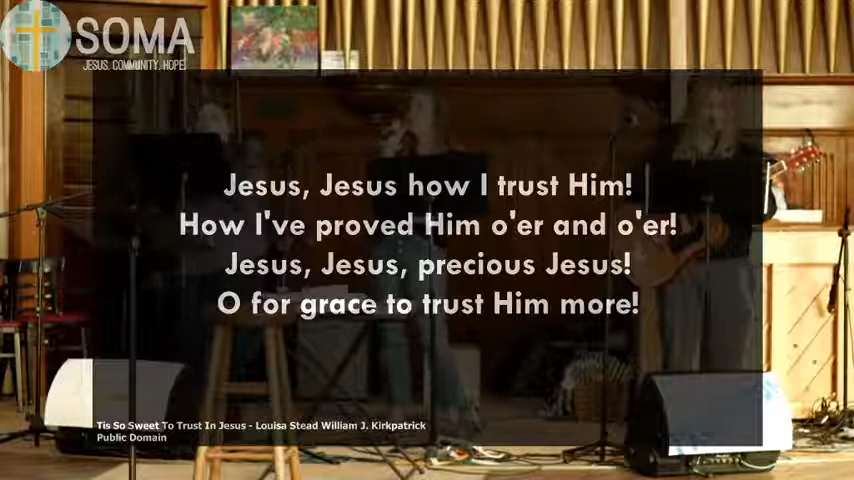 SOMA
JESUS. COMMUNITY. HOPE.
Jesus, Jesus how I trust Him!
How I've proved Him o'er and o'er!
Jesus, Jesus, precious Jesus!
O for grace to trust Him more!
Tis So Sweet To Trust In Jesus - Louisa Stead William J. Kirkpatrick
Public Domain